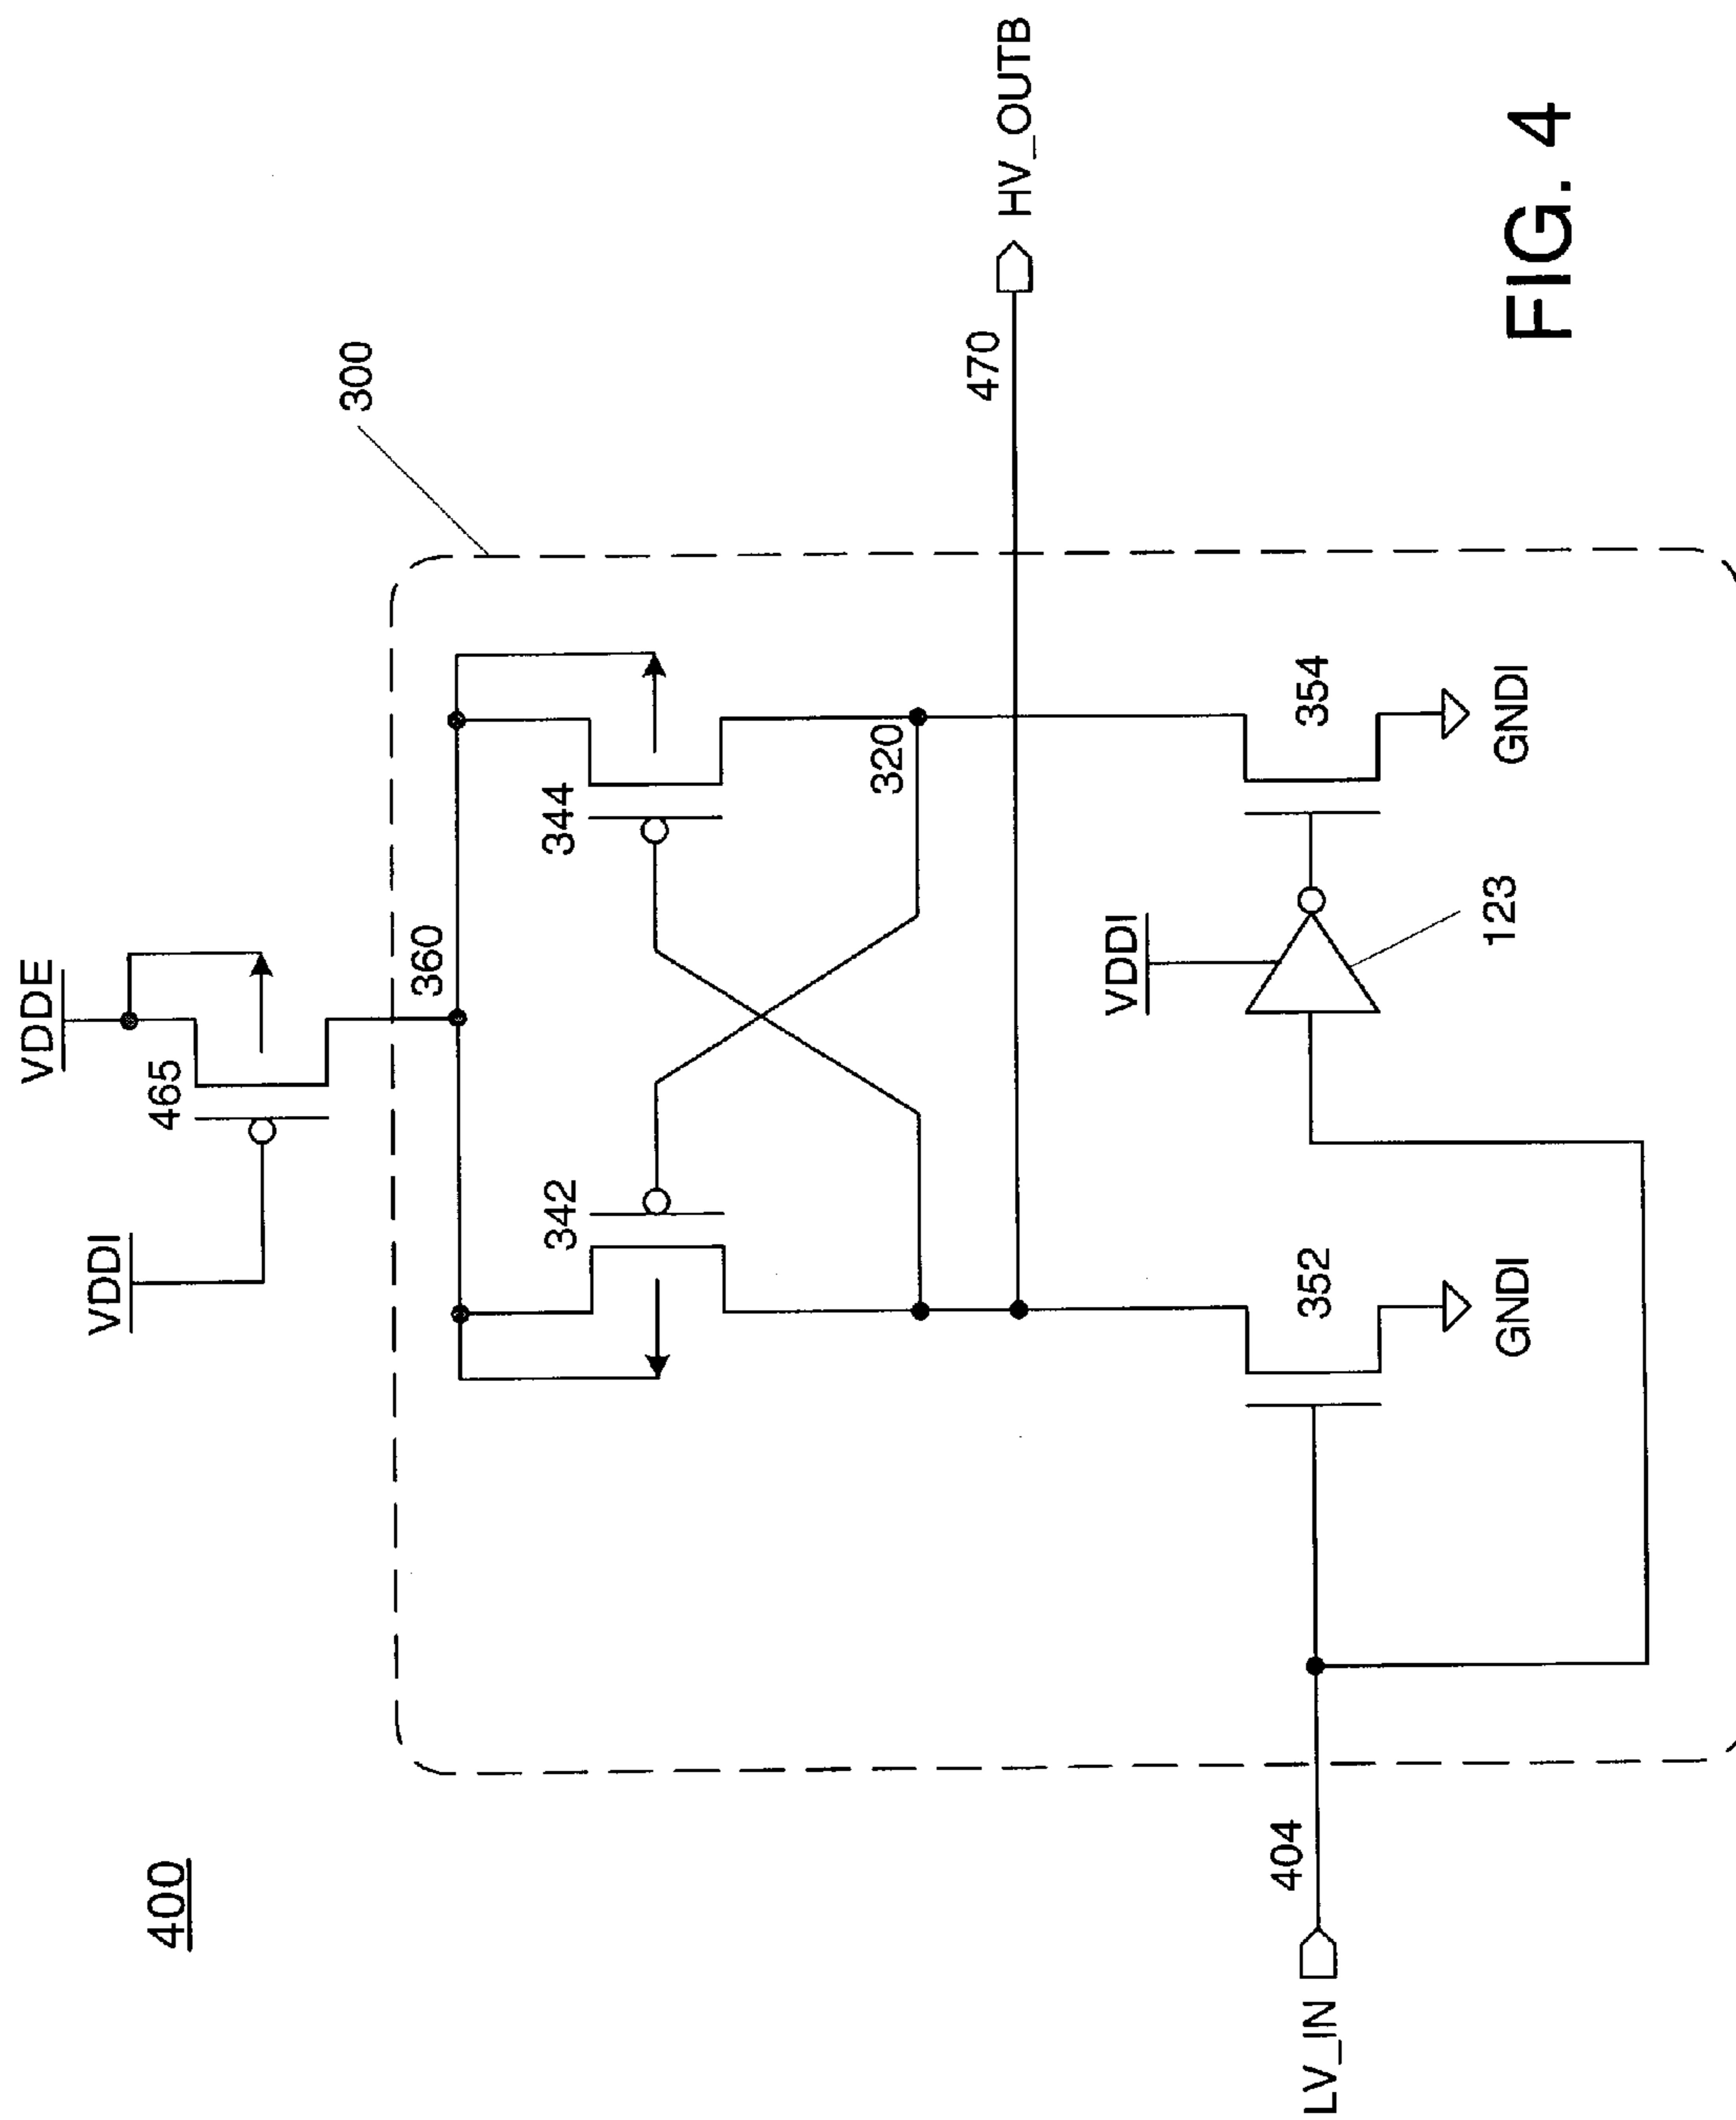 400
VDDE
VDDI
465
360
300
342
344
320
470
HV_OUTB
VDDI
404
LV_IN
352
354
123
GNDI
GNDI
FIG. 4